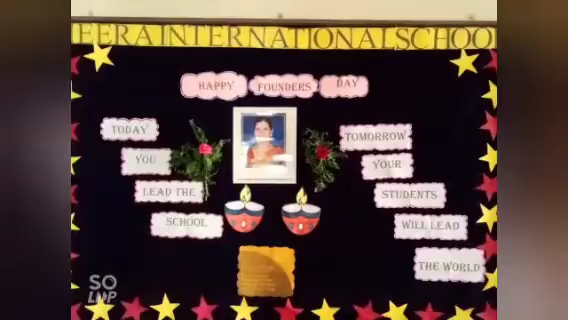 EERA INTERNATIONAL SCHOOL
HAPPY FOUNDERS DAY
TODAY
YOU
LEAD THE
SCHOOL
TOMORROW
YOUR
STUDENTS
WILL LEAD
THE WORLD
SO